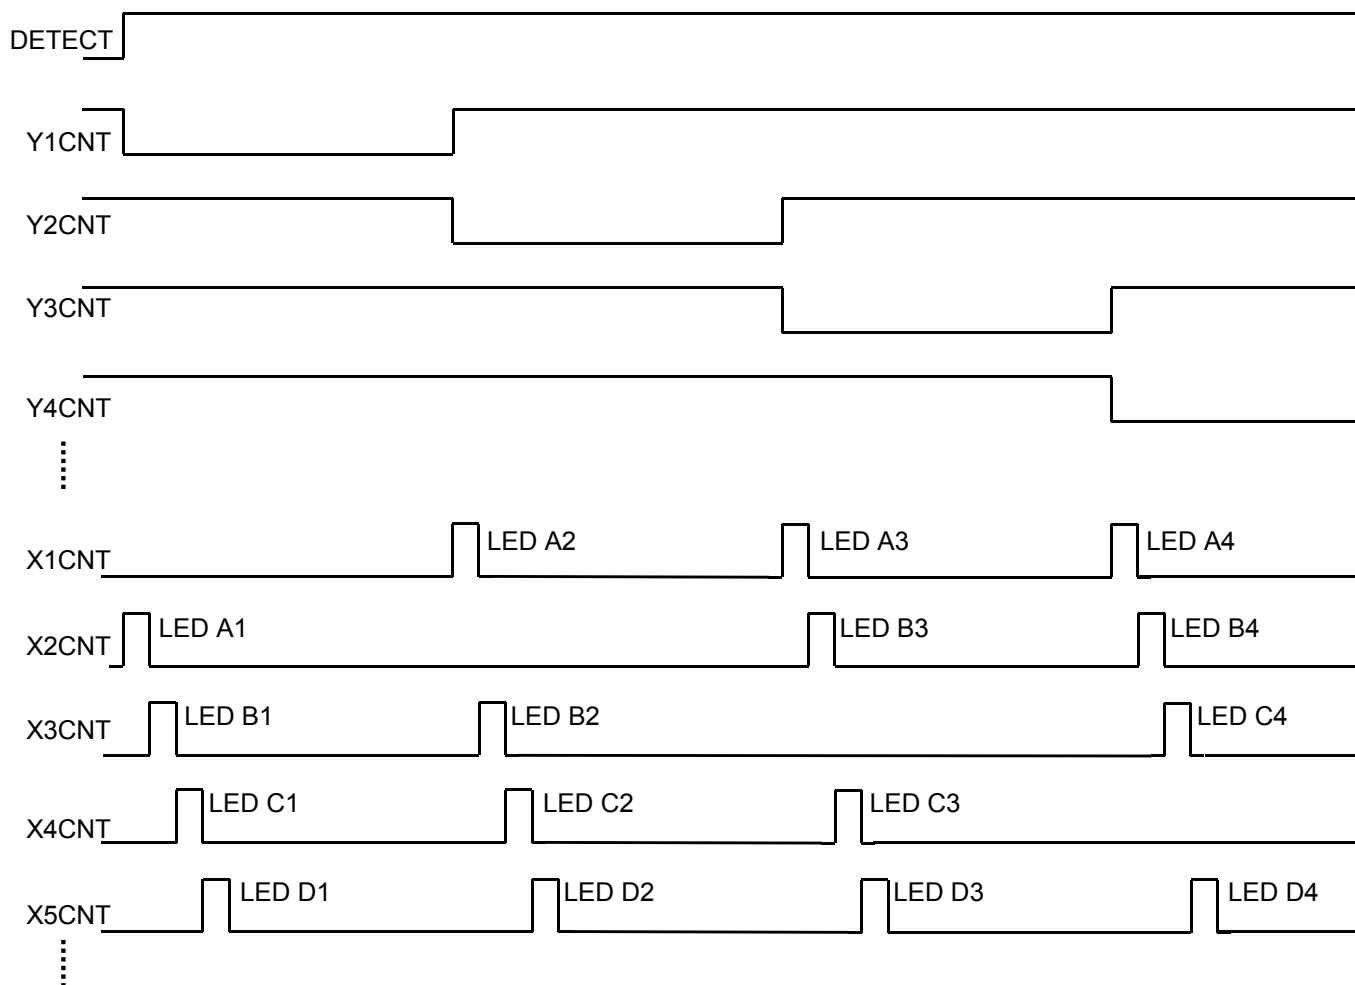 DETECT
Y1CNT
Y2CNT
Y3CNT
Y4CNT
X1CNT LED A2 LED A3 LED A4
X2CNT LED A1 LED B3 LED B4
X3CNT LED B1 LED B2 LED C4
X4CNT LED C1 LED C2 LED C3
X5CNT LED D1 LED D2 LED D3 LED D4